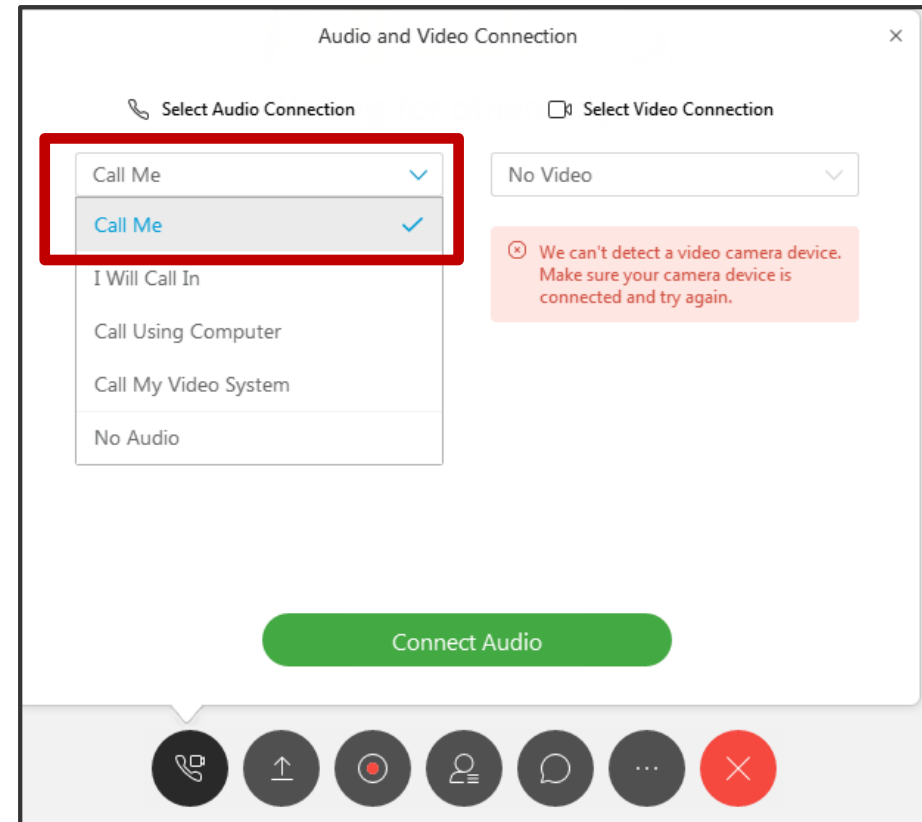 Audio and Video Connection
Select Audio Connection
Call Me
Call Me
I Will Call In
Call Using Computer
Call My Video System
No Audio
Select Video Connection
No Video
We can't detect a video camera device.
Make sure your camera device is
connected and try again.
Connect Audio